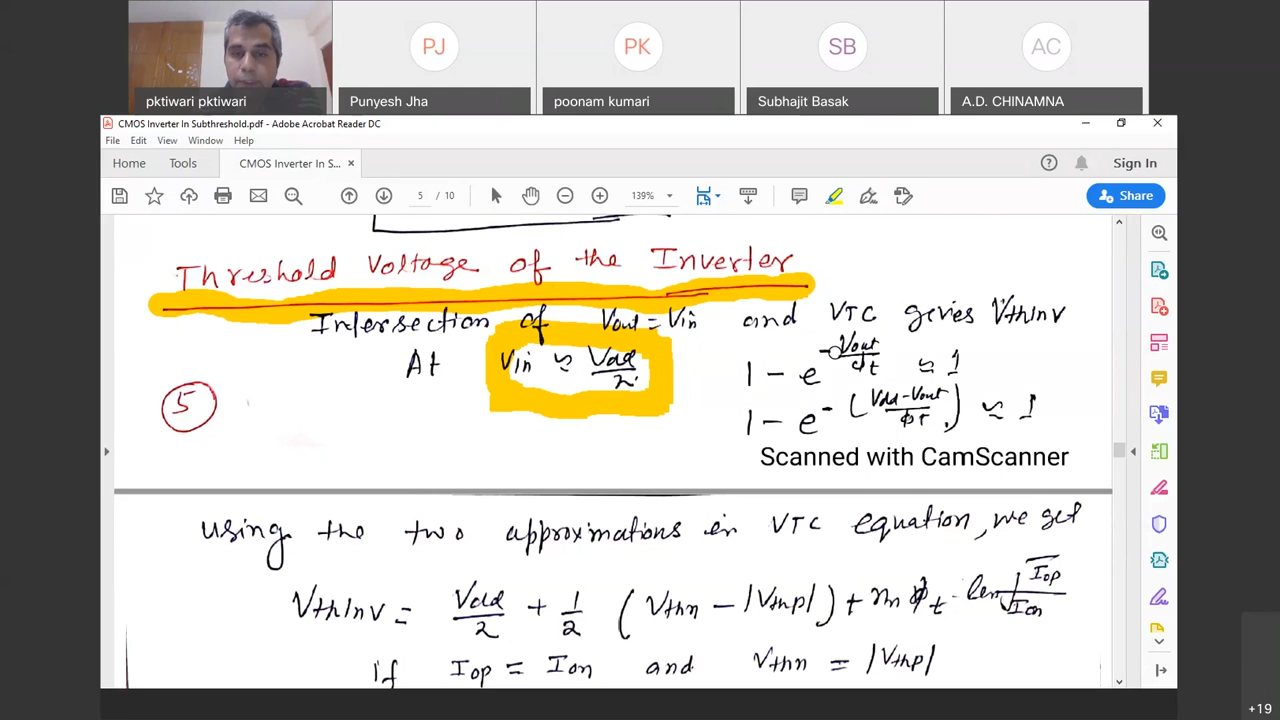 PJ PK SB AC
pktiwari pktiwari Punyesh Jha poonam kumari Subhajit Basak A.D. CHINAMNA
CMOS Inverter In Subthreshold.pdf - Adobe Acrobat Reader DC
File Edit View Window Help
Home Tools CMOS Inverter In S... × Sign In
5 / 10 139% Share
Threshold Voltage of the Inverter
Intersection of Vout = Vin and VTC gives VthInv
At Vin ≃ Vdd/2.
1 - e^(-Vout/ϕt) ≃ 1
5
1 - e^-(Vdd-Vout/ϕt) ≃ 1
Scanned with CamScanner
Using the two approximations in VTC equation, we get
VthInv = Vdd/2 + 1/2 (Vthn - |Vthp|) + m ϕt ln √Iop/√Ion
if Iop = Ion and Vthn = |Vthp|
+19